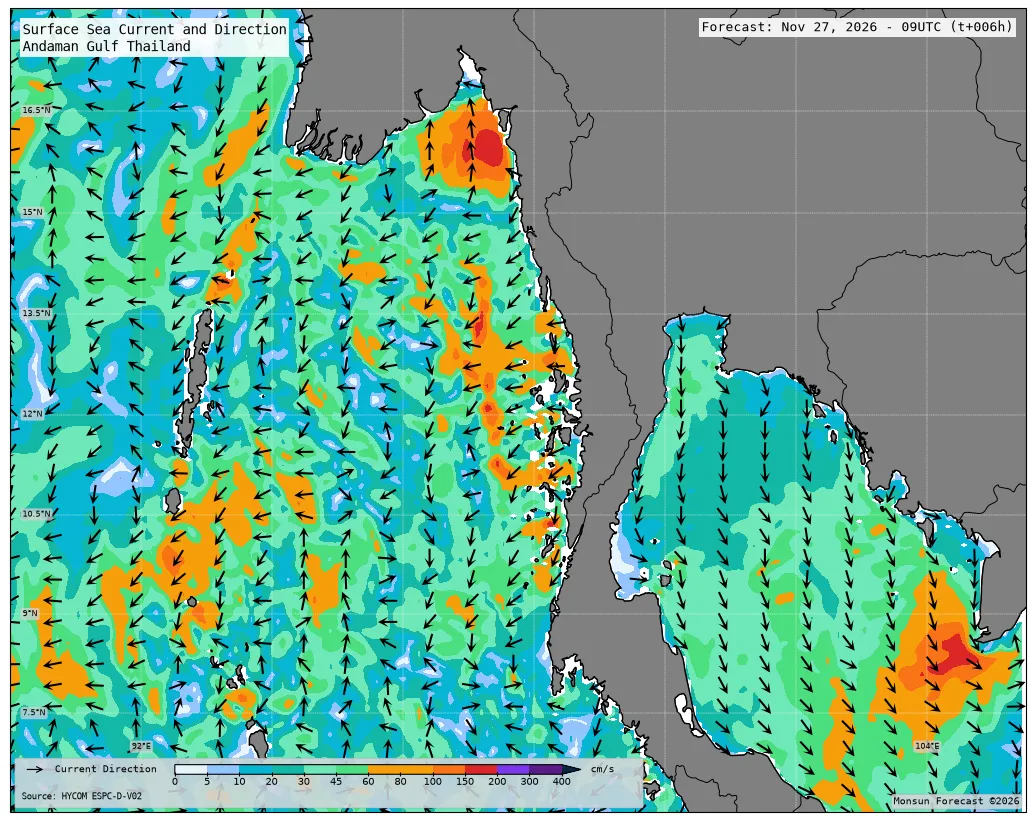 Surface Sea Current and Direction
Andaman Gulf Thailand
Forecast: Nov 27, 2026 - 09UTC (t+006h)
16.5°N
15°N
13.5°N
12°N
10.5°N
9°N
7.5°N
92°E
104°E
Current Direction
0 5 10 20 30 45 60 80 100 150 200 300 400 cm/s
Source: HYCOM ESPC-D-V02
Monsun Forecast ©2026